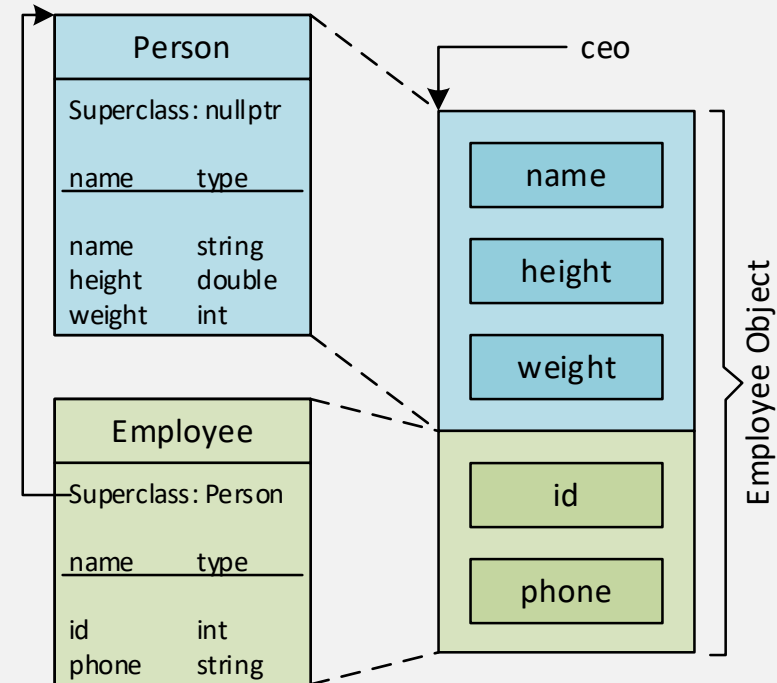 Person
Superclass: nullptr
name type
name string
height double
weight int
Employee
Superclass: Person
name type
id int
phone string
ceo
name
height
weight
id
phone
Employee Object